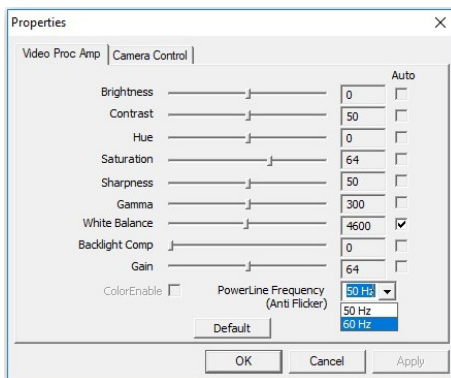 Properties
Video Proc Amp Camera Control
Auto
Brightness 0
Contrast 50
Hue 0
Saturation 64
Sharpness 50
Gamma 300
White Balance 4600
Backlight Comp 0
Gain 64
ColorEnable PowerLine Frequency 50 Hz
(Anti Flicker) 50 Hz
60 Hz
Default
OK Cancel Apply